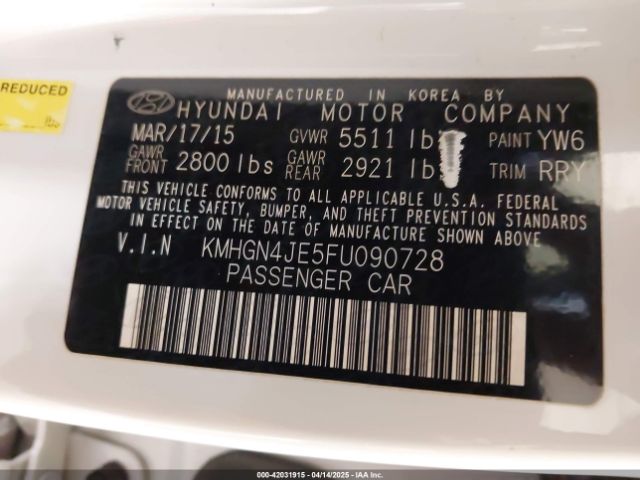 REDUCED
MANUFACTURED IN KOREA BY
HYUNDAI MOTOR COMPANY
MAR/17/15 GVWR 5511 lb PAINT YW6
GAWR FRONT 2800 lbs GAWR REAR 2921 lb TRIM RRY
THIS VEHICLE CONFORMS TO ALL APPLICABLE U.S.A. FEDERAL
MOTOR VEHICLE SAFETY, BUMPER, AND THEFT PREVENTION STANDARDS
IN EFFECT ON THE DATE OF MANUFACTURE SHOWN ABOVE
V.I.N KMHGN4JE5FU090728
PASSENGER CAR
000-42031915 - 04/14/2025 - IAA Inc.